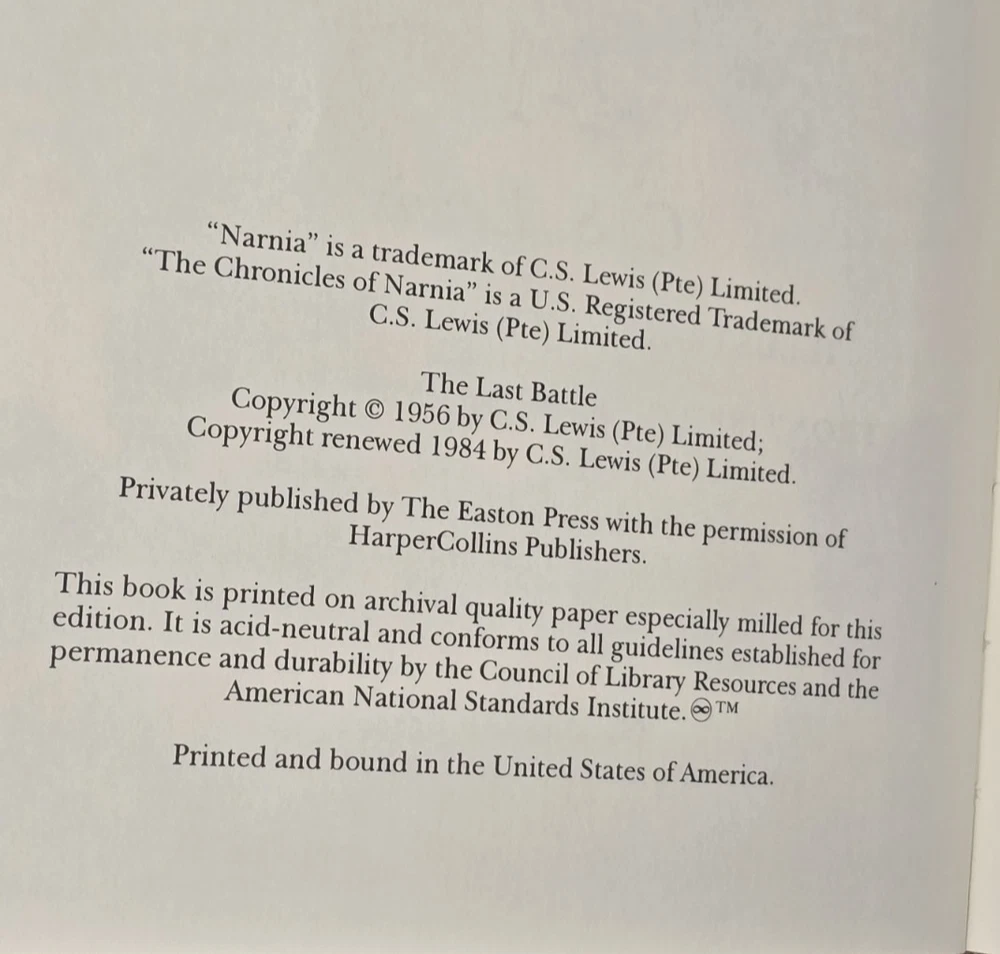 “Narnia” is a trademark of C.S. Lewis (Pte) Limited.
“The Chronicles of Narnia” is a U.S. Registered Trademark of
C.S. Lewis (Pte) Limited.
The Last Battle
Copyright © 1956 by C.S. Lewis (Pte) Limited;
Copyright renewed 1984 by C.S. Lewis (Pte) Limited.
Privately published by The Easton Press with the permission of
HarperCollins Publishers.
This book is printed on archival quality paper especially milled for this
edition. It is acid-neutral and conforms to all guidelines established for
permanence and durability by the Council of Library Resources and the
American National Standards Institute. ♾™
Printed and bound in the United States of America.